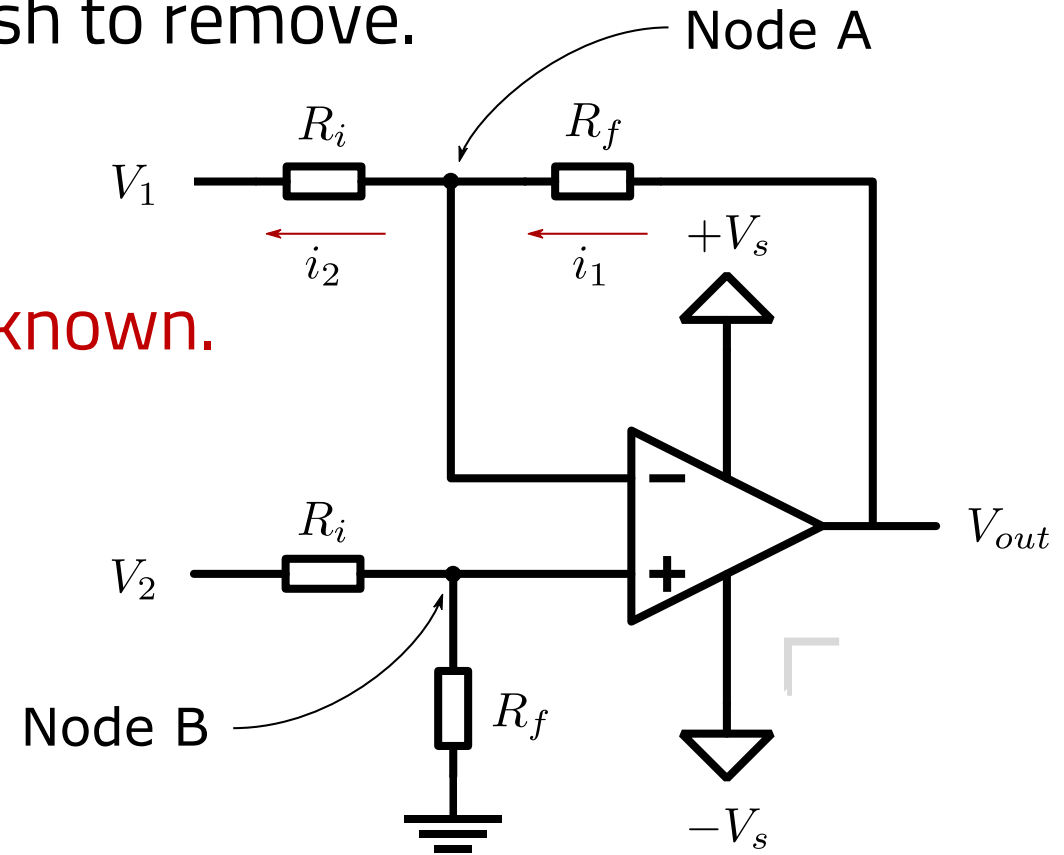 sh to remove.
Node A
R_i
R_f
V_1
+V_s
i_2
i_1
known.
−
R_i
V_out
V_2
+
R_f
Node B
−V_s